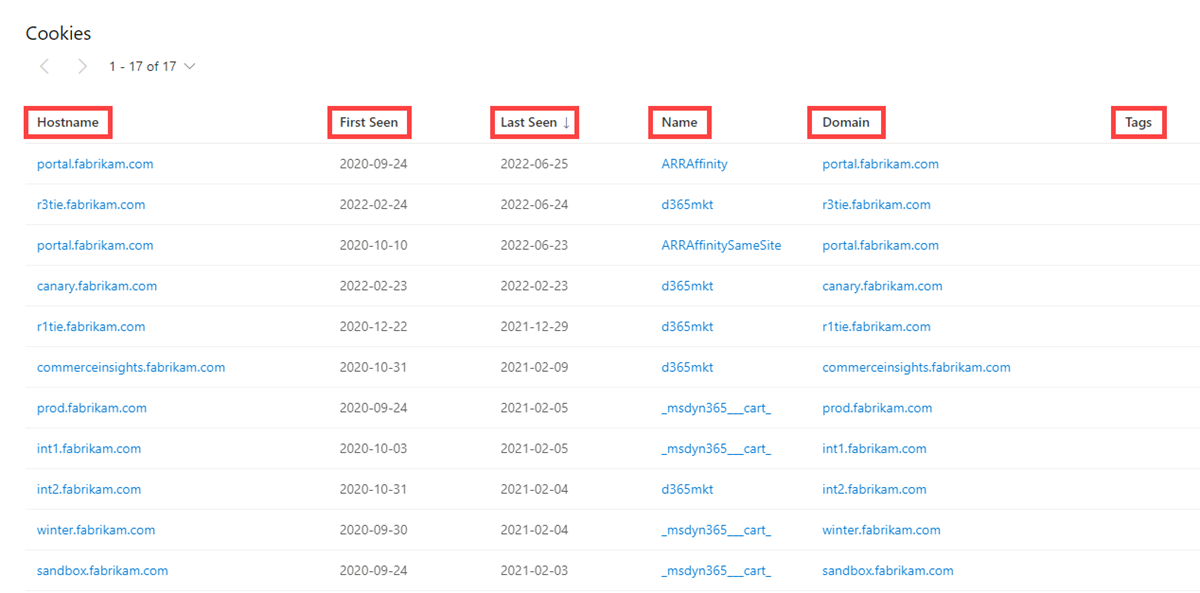 Cookies
1 - 17 of 17
Hostname First Seen Last Seen ↓ Name Domain Tags
portal.fabrikam.com 2020-09-24 2022-06-25 ARRAffinity portal.fabrikam.com
r3tie.fabrikam.com 2022-02-24 2022-06-24 d365mkt r3tie.fabrikam.com
portal.fabrikam.com 2020-10-10 2022-06-23 ARRAffinitySameSite portal.fabrikam.com
canary.fabrikam.com 2022-02-23 2022-02-23 d365mkt canary.fabrikam.com
r1tie.fabrikam.com 2020-12-22 2021-12-29 d365mkt r1tie.fabrikam.com
commerceinsights.fabrikam.com 2020-10-31 2021-02-09 d365mkt commerceinsights.fabrikam.com
prod.fabrikam.com 2020-09-24 2021-02-05 _msdyn365___cart_ prod.fabrikam.com
int1.fabrikam.com 2020-10-03 2021-02-05 _msdyn365___cart_ int1.fabrikam.com
int2.fabrikam.com 2020-10-31 2021-02-04 d365mkt int2.fabrikam.com
winter.fabrikam.com 2020-09-30 2021-02-04 _msdyn365___cart_ winter.fabrikam.com
sandbox.fabrikam.com 2020-09-24 2021-02-03 _msdyn365___cart_ sandbox.fabrikam.com